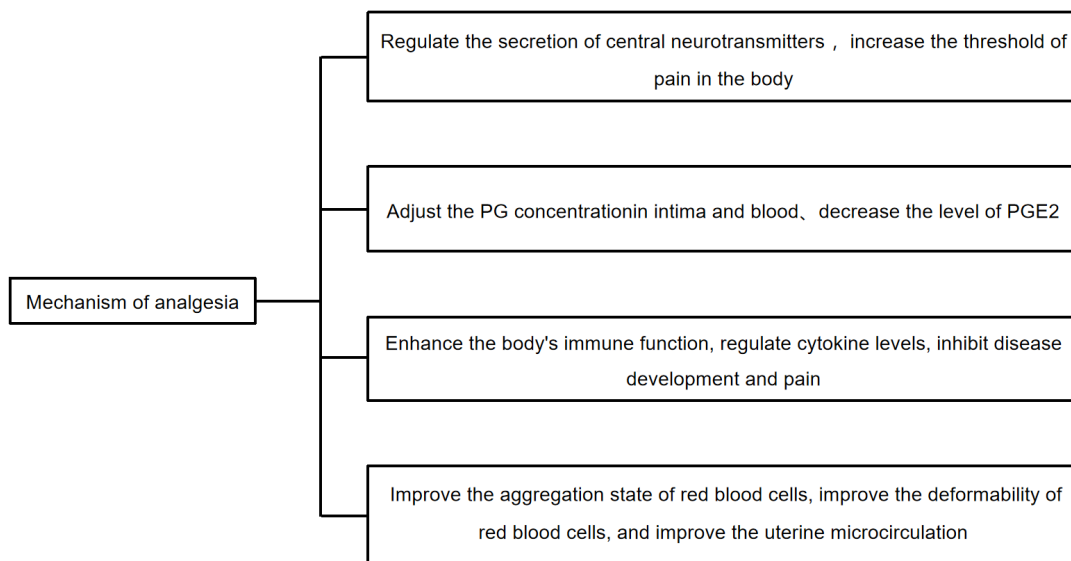 Regulate the secretion of central neurotransmitters ，increase the threshold of
pain in the body
Adjust the PG concentrationin intima and blood、decrease the level of PGE2
Mechanism of analgesia
Enhance the body's immune function, regulate cytokine levels, inhibit disease
development and pain
Improve the aggregation state of red blood cells, improve the deformability of
red blood cells, and improve the uterine microcirculation